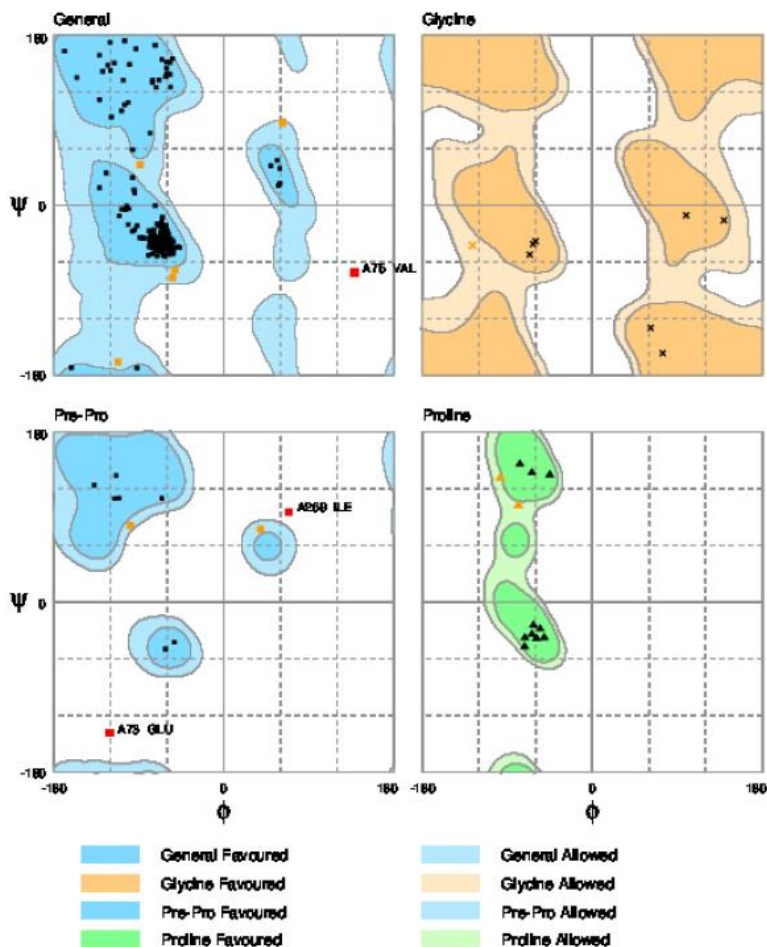 General Glycine
180
Ψ 0
A75 VAL
-180
Pre-Pro Proline
180
A269 ILE
Ψ 0
A73 GLU
-180
-180 0 180 0 180
Φ Φ
General Favoured General Allowed
Glycine Favoured Glycine Allowed
Pre-Pro Favoured Pre-Pro Allowed
Proline Favoured Proline Allowed